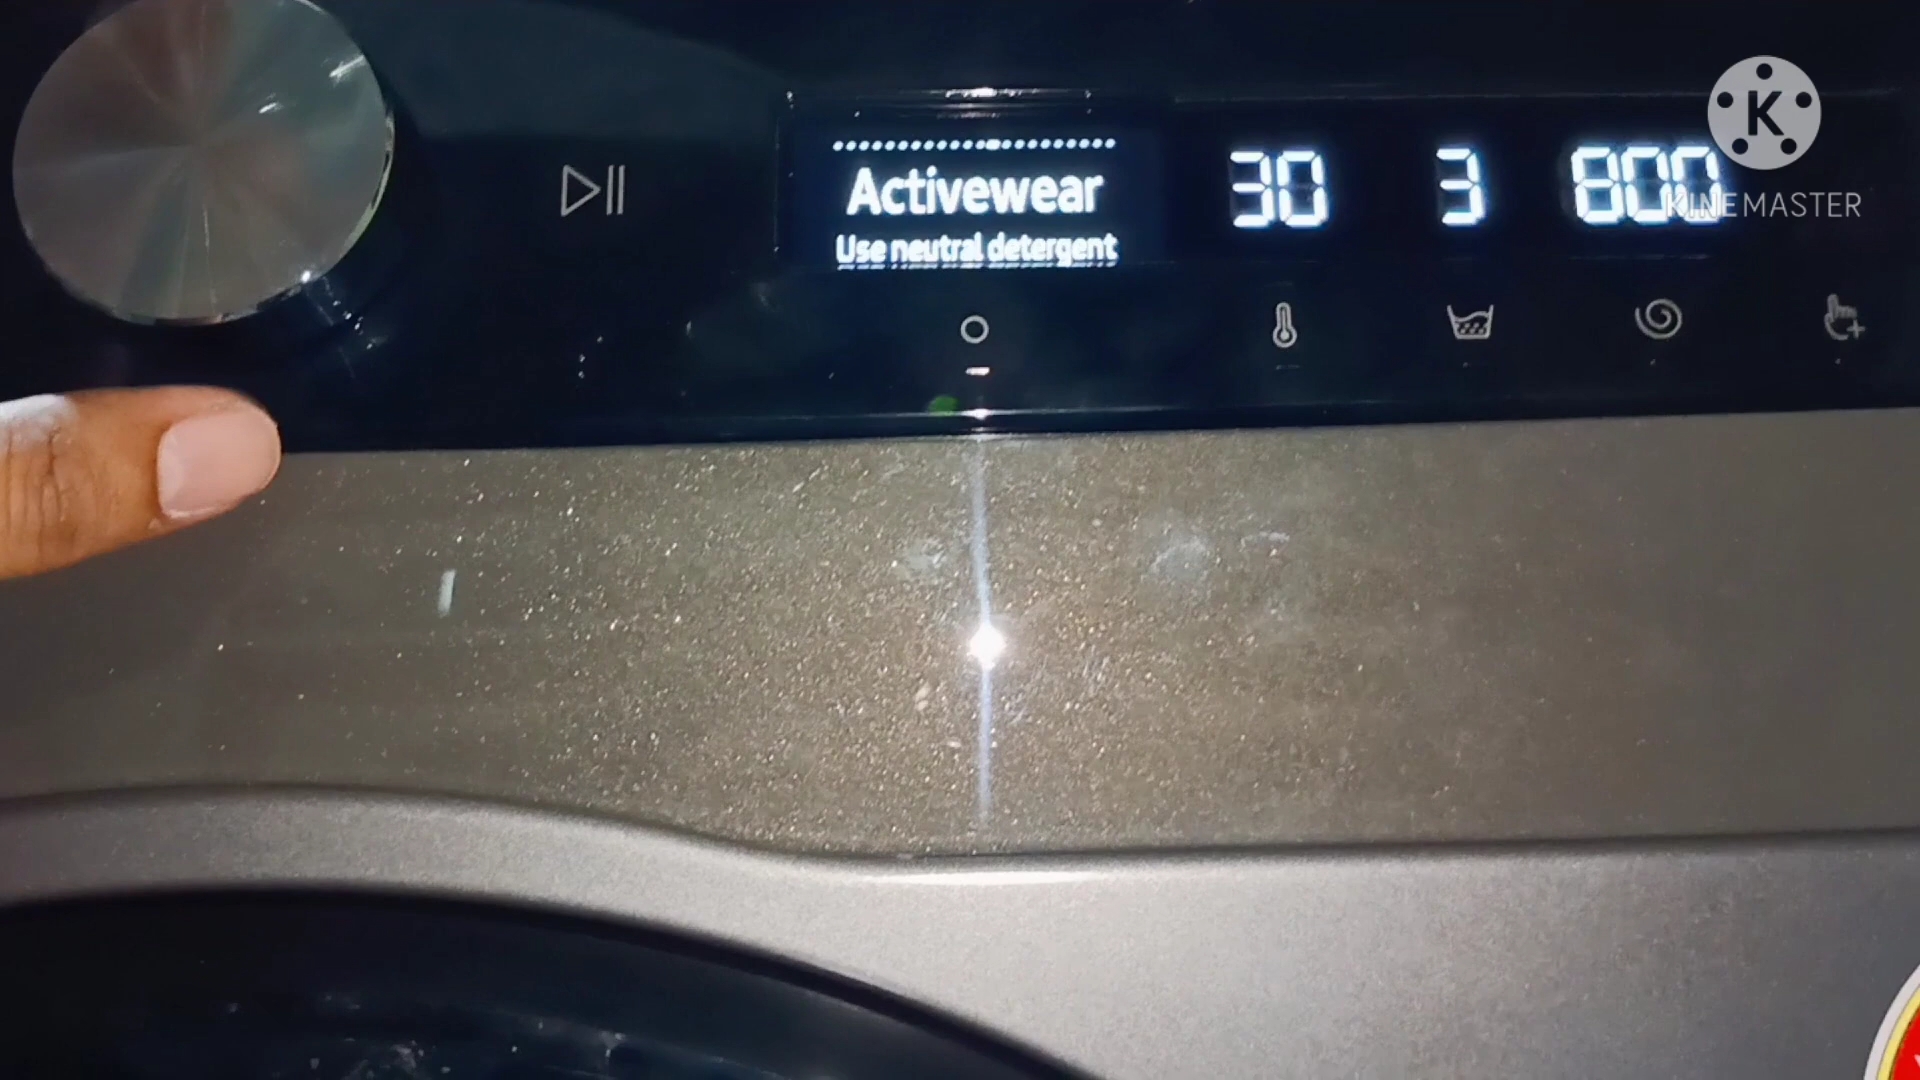 Activewear
Use neutral detergent
30
3
800
K
KINEMASTER